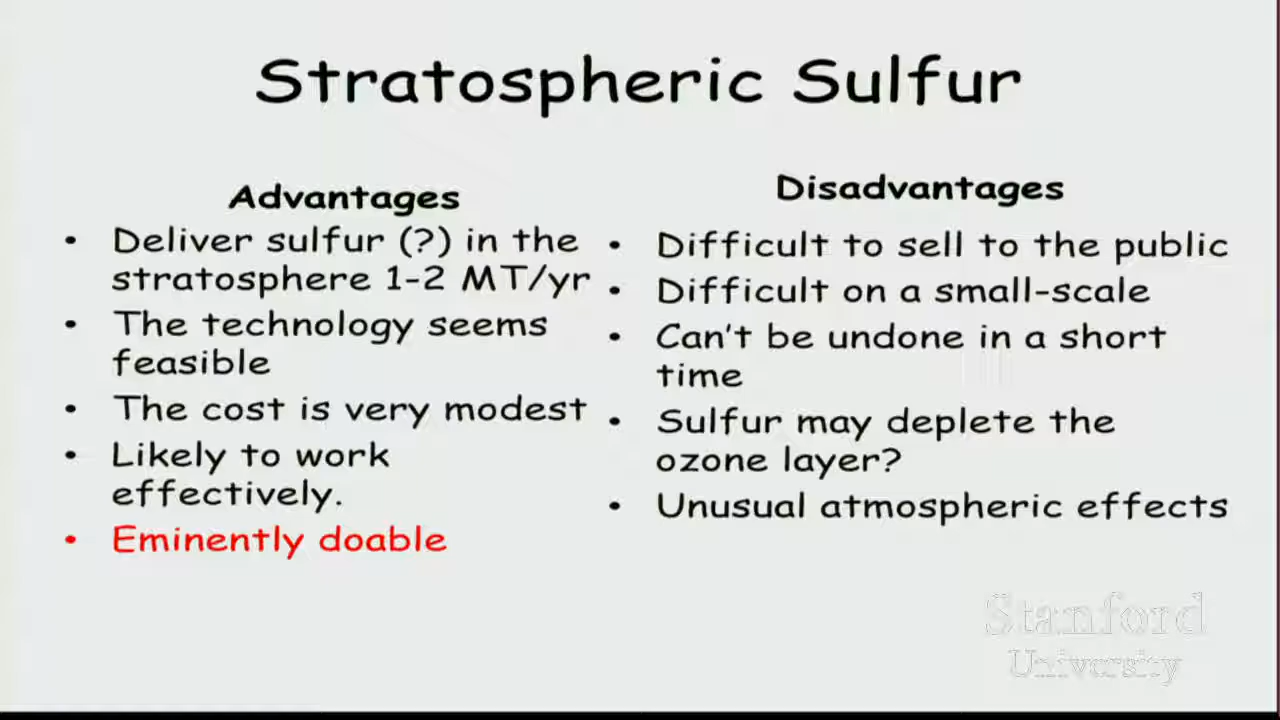 Stratospheric Sulfur
Advantages
• Deliver sulfur (?) in the
stratosphere 1-2 MT/yr
• The technology seems
feasible
• The cost is very modest
• Likely to work
effectively.
• Eminently doable
Disadvantages
• Difficult to sell to the public
• Difficult on a small-scale
• Can't be undone in a short
time
• Sulfur may deplete the
ozone layer?
• Unusual atmospheric effects
Stanford
University